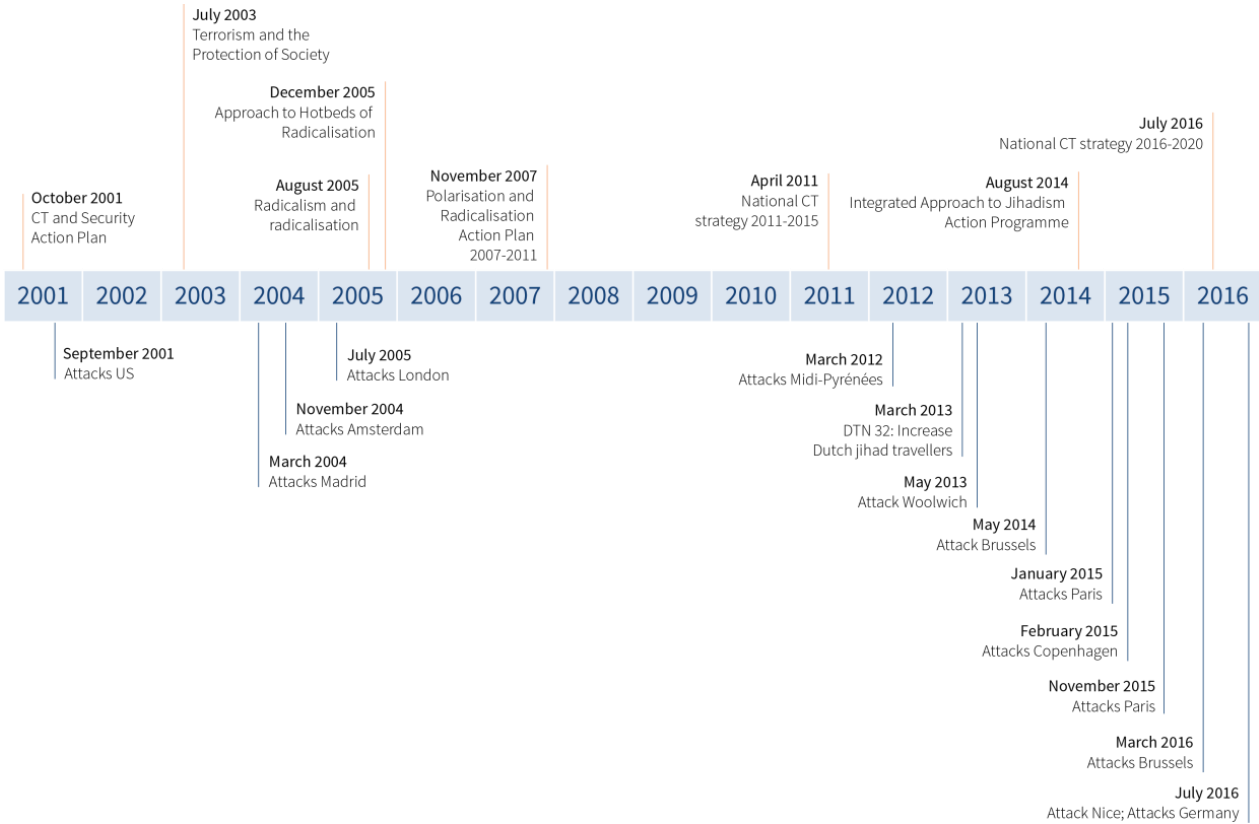 July 2003
Terrorism and the
Protection of Society
December 2005
Approach to Hotbeds of
Radicalisation
July 2016
National CT strategy 2016-2020
October 2001
CT and Security
Action Plan
August 2005
Radicalism and
radicalisation
November 2007
Polarisation and
Radicalisation
Action Plan
2007-2011
April 2011
National CT
strategy 2011-2015
August 2014
Integrated Approach to Jihadism
Action Programme
2001 2002 2003 2004 2005 2006 2007 2008 2009 2010 2011 2012 2013 2014 2015 2016
September 2001
Attacks US
July 2005
Attacks London
November 2004
Attacks Amsterdam
March 2004
Attacks Madrid
March 2012
Attacks Midi-Pyrénées
March 2013
DTN 32: Increase
Dutch jihad travellers
May 2013
Attack Woolwich
May 2014
Attack Brussels
January 2015
Attacks Paris
February 2015
Attacks Copenhagen
November 2015
Attacks Paris
March 2016
Attacks Brussels
July 2016
Attack Nice; Attacks Germany